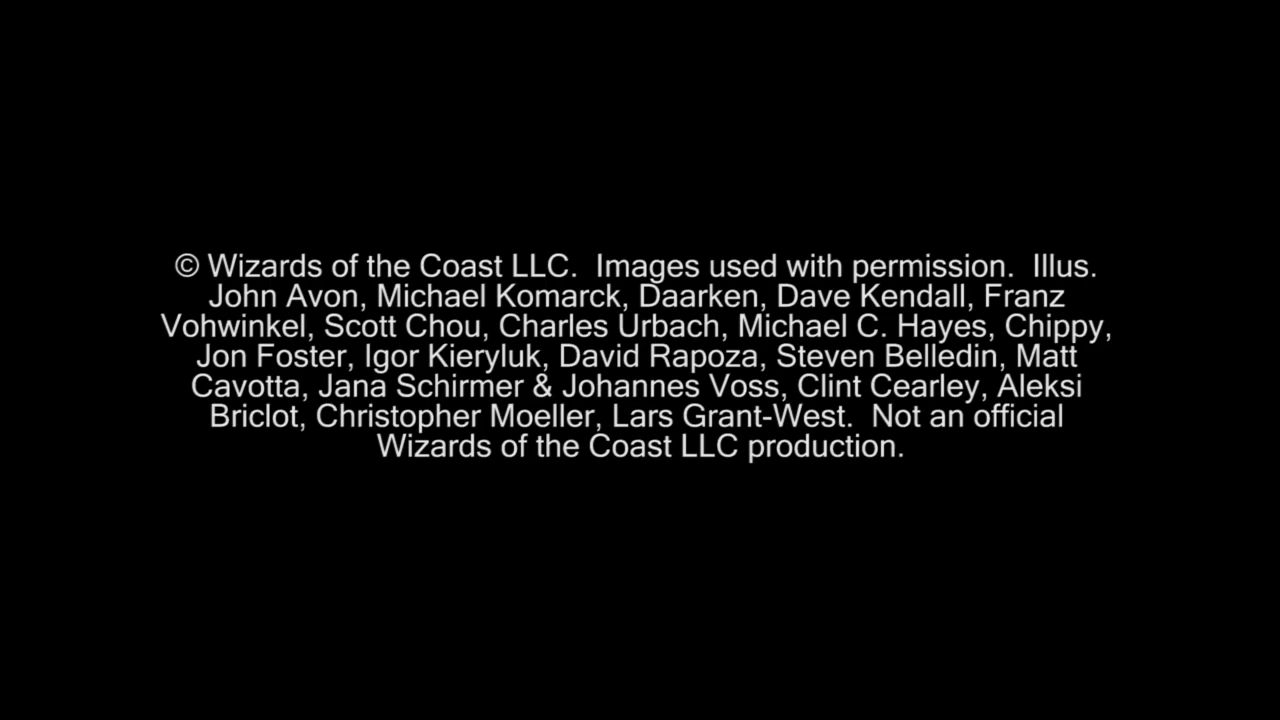 © Wizards of the Coast LLC.  Images used with permission.  Illus.
John Avon, Michael Komarck, Daarken, Dave Kendall, Franz
Vohwinkel, Scott Chou, Charles Urbach, Michael C. Hayes, Chippy,
Jon Foster, Igor Kieryluk, David Rapoza, Steven Belledin, Matt
Cavotta, Jana Schirmer & Johannes Voss, Clint Cearley, Aleksi
Briclot, Christopher Moeller, Lars Grant-West.  Not an official
Wizards of the Coast LLC production.